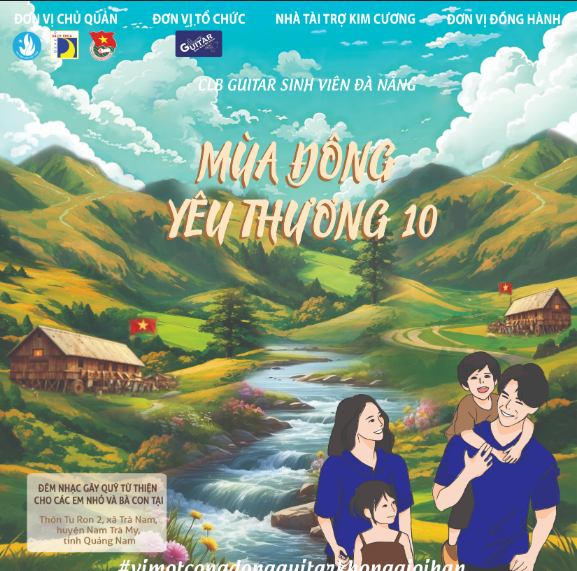 ĐƠN VỊ CHỦ QUẢN ĐƠN VỊ TỔ CHỨC NHÀ TÀI TRỢ KIM CƯƠNG ĐƠN VỊ ĐỒNG HÀNH
GUITAR
CLB GUITAR SINH VIÊN ĐÀ NẴNG
MÙA ĐÔNG
YÊU THƯƠNG 10
ĐÊM NHẠC GÂY QUỸ TỪ THIỆN
CHO CÁC EM NHỎ VÀ BÀ CON TẠI
Thôn Tu Ron 2, xã Trà Nam,
huyện Nam Trà My,
tỉnh Quảng Nam
#vimotcongdongguitarkhonggioihan